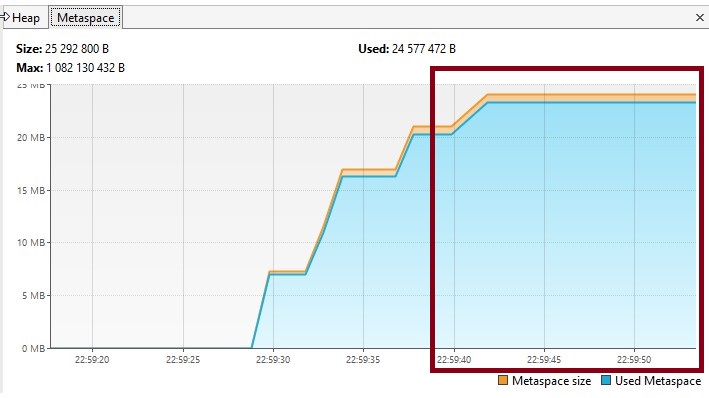 Heap Metaspace
Size: 25 292 800 B Used: 24 577 472 B
Max: 1 082 130 432 B
25 MB
20 MB
15 MB
10 MB
5 MB
0 MB
22:59:20 22:59:25 22:59:30 22:59:35 22:59:40 22:59:45 22:59:50
Metaspace size Used Metaspace